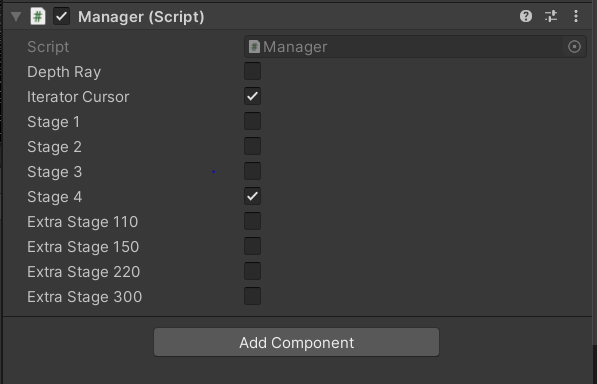 Manager (Script)
Script Manager
Depth Ray
Iterator Cursor
Stage 1
Stage 2
Stage 3
Stage 4
Extra Stage 110
Extra Stage 150
Extra Stage 220
Extra Stage 300
Add Component